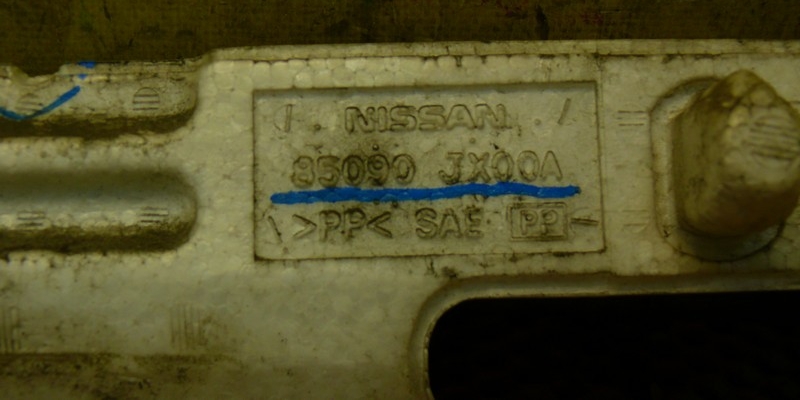 NISSAN
85090 JX00A
>PP< SAE PP